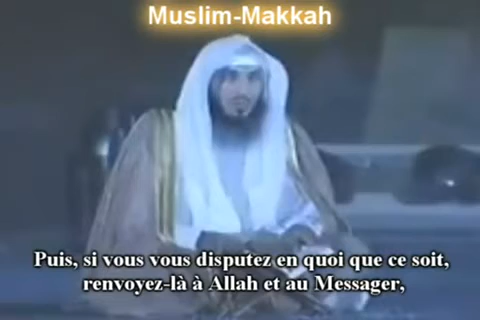 Muslim-Makkah
Puis, si vous vous disputez en quoi que ce soit,
renvoyez-là à Allah et au Messager,